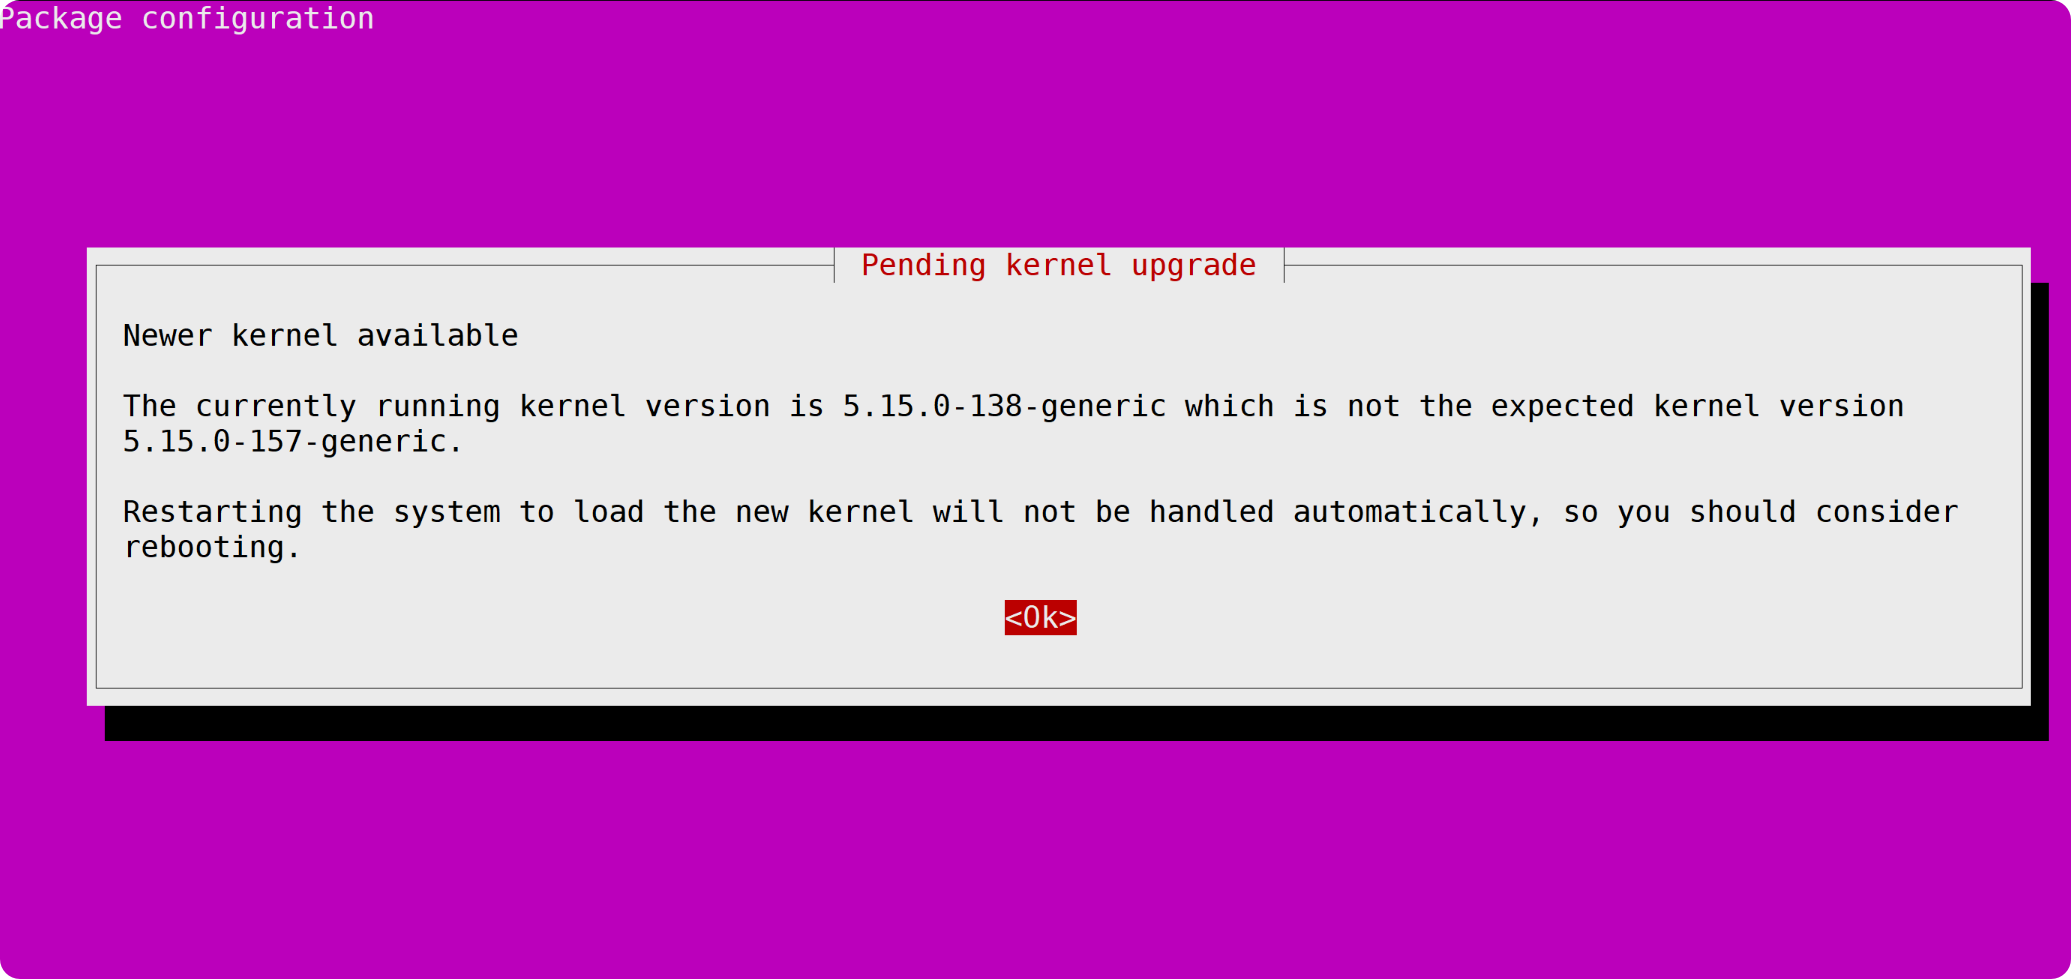 Package configuration
Pending kernel upgrade
Newer kernel available
The currently running kernel version is 5.15.0-138-generic which is not the expected kernel version
5.15.0-157-generic.
Restarting the system to load the new kernel will not be handled automatically, so you should consider
rebooting.
<Ok>